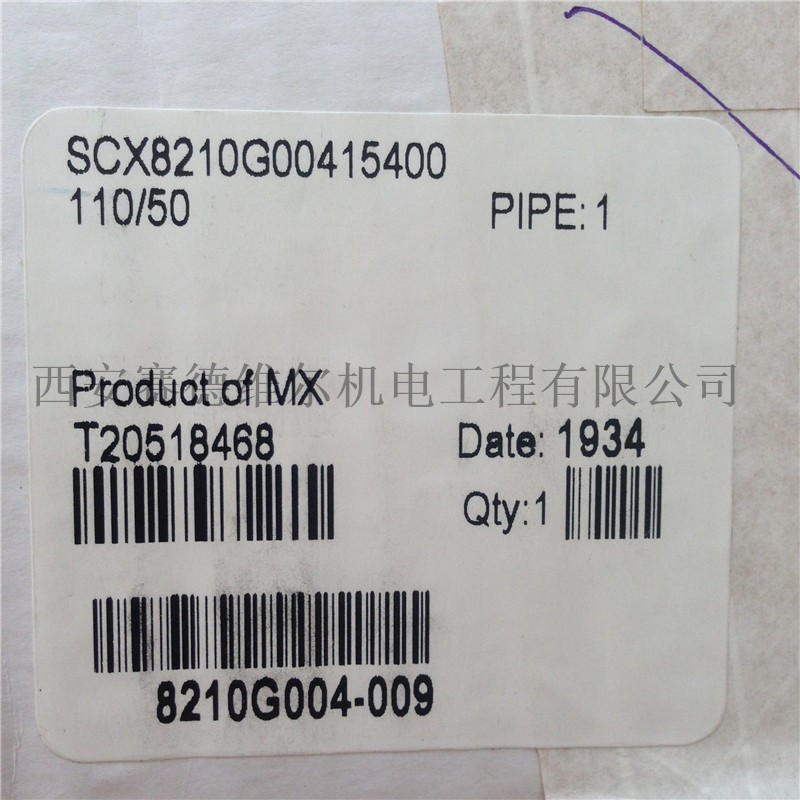 SCX8210G00415400
110/50
PIPE: 1
西安赛德维尔机电工程有限公司
Product of MX
T20518468
Date: 1934
Qty: 1
8210G004-009